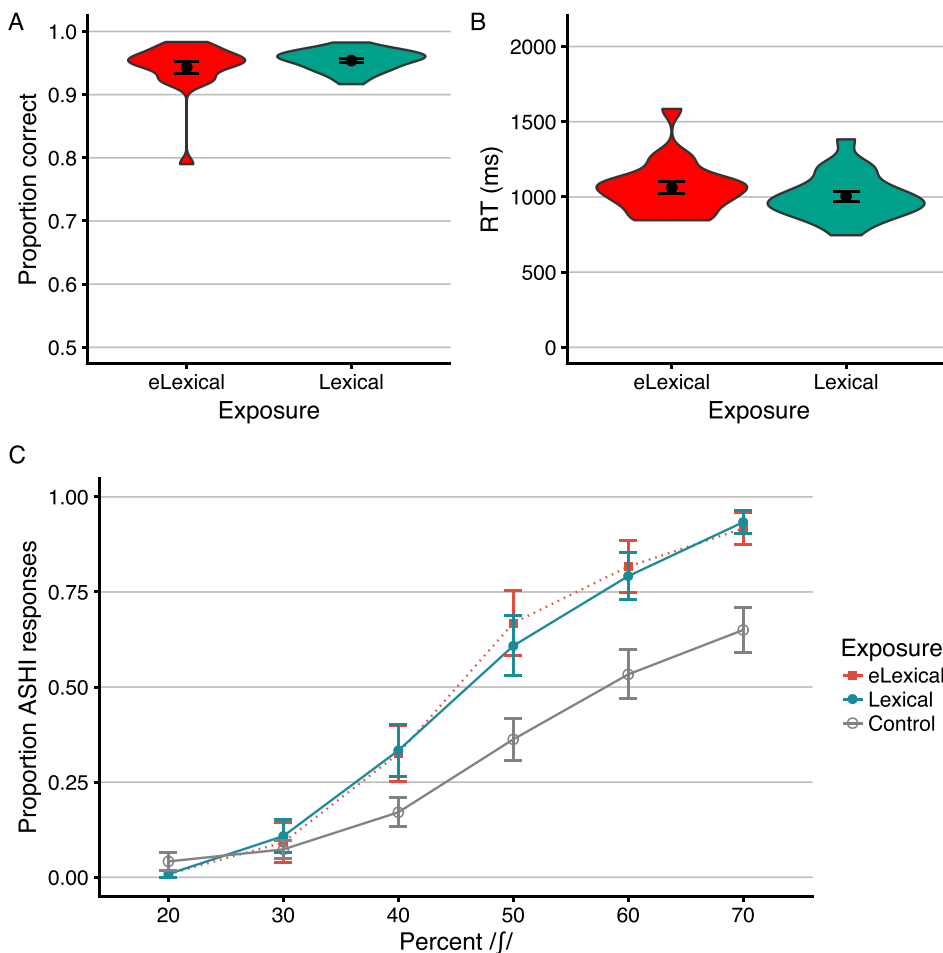 A
Proportion correct
1.0
0.9
0.8
0.7
0.6
0.5
eLexical
Lexical
Exposure
B
RT (ms)
2000
1500
1000
500
0
eLexical
Lexical
Exposure
C
Proportion ASHI responses
1.00
0.75
0.50
0.25
0.00
20
30
40
50
60
70
Percent /ʃ/
Exposure
eLexical
Lexical
Control